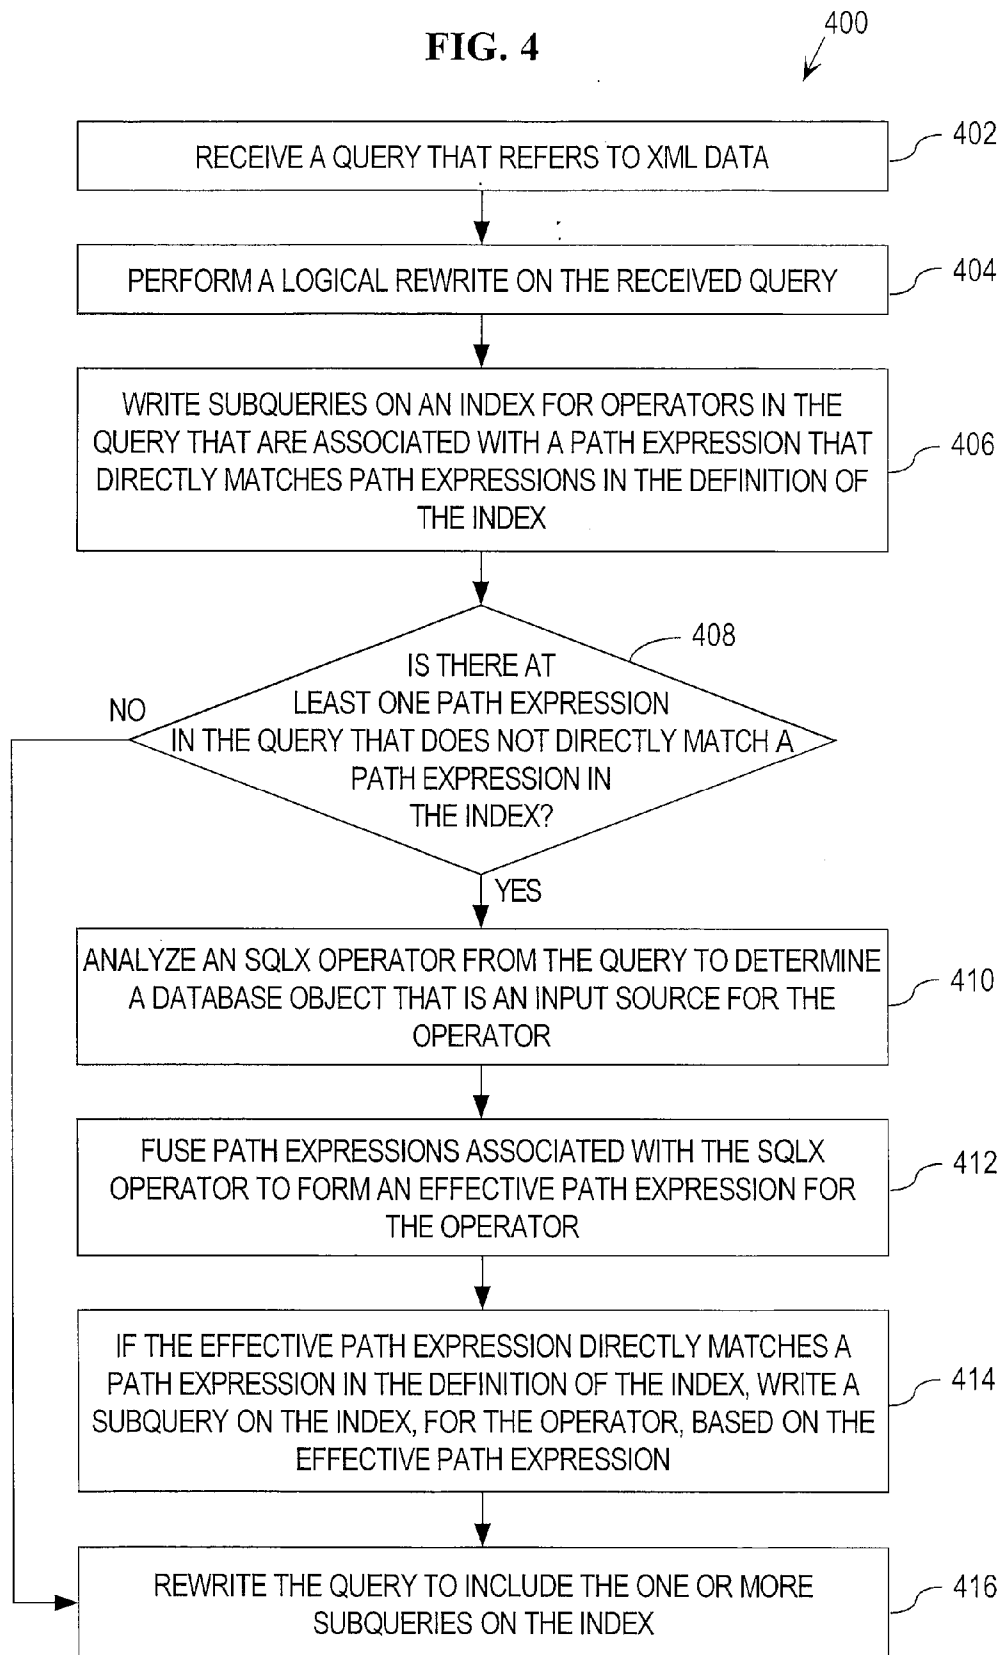 FIG. 4
400
RECEIVE A QUERY THAT REFERS TO XML DATA
402
PERFORM A LOGICAL REWRITE ON THE RECEIVED QUERY
404
WRITE SUBQUERIES ON AN INDEX FOR OPERATORS IN THE
QUERY THAT ARE ASSOCIATED WITH A PATH EXPRESSION THAT
DIRECTLY MATCHES PATH EXPRESSIONS IN THE DEFINITION OF
THE INDEX
406
408
IS THERE AT
LEAST ONE PATH EXPRESSION
IN THE QUERY THAT DOES NOT DIRECTLY MATCH A
PATH EXPRESSION IN
THE INDEX?
NO
YES
ANALYZE AN SQLX OPERATOR FROM THE QUERY TO DETERMINE
A DATABASE OBJECT THAT IS AN INPUT SOURCE FOR THE
OPERATOR
410
FUSE PATH EXPRESSIONS ASSOCIATED WITH THE SQLX
OPERATOR TO FORM AN EFFECTIVE PATH EXPRESSION FOR
THE OPERATOR
412
IF THE EFFECTIVE PATH EXPRESSION DIRECTLY MATCHES A
PATH EXPRESSION IN THE DEFINITION OF THE INDEX, WRITE A
SUBQUERY ON THE INDEX, FOR THE OPERATOR, BASED ON THE
EFFECTIVE PATH EXPRESSION
414
REWRITE THE QUERY TO INCLUDE THE ONE OR MORE
SUBQUERIES ON THE INDEX
416